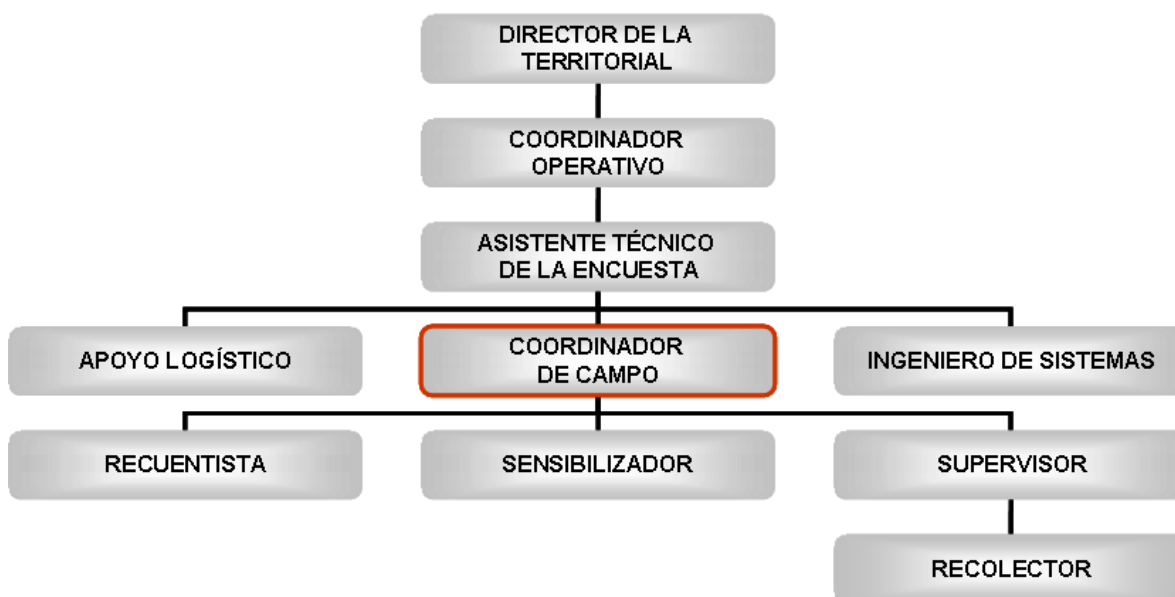 DIRECTOR DE LA
TERRITORIAL
COORDINADOR
OPERATIVO
ASISTENTE TÉCNICO
DE LA ENCUESTA
APOYO LOGÍSTICO
COORDINADOR
DE CAMPO
INGENIERO DE SISTEMAS
RECUENTISTA
SENSIBILIZADOR
SUPERVISOR
RECOLECTOR